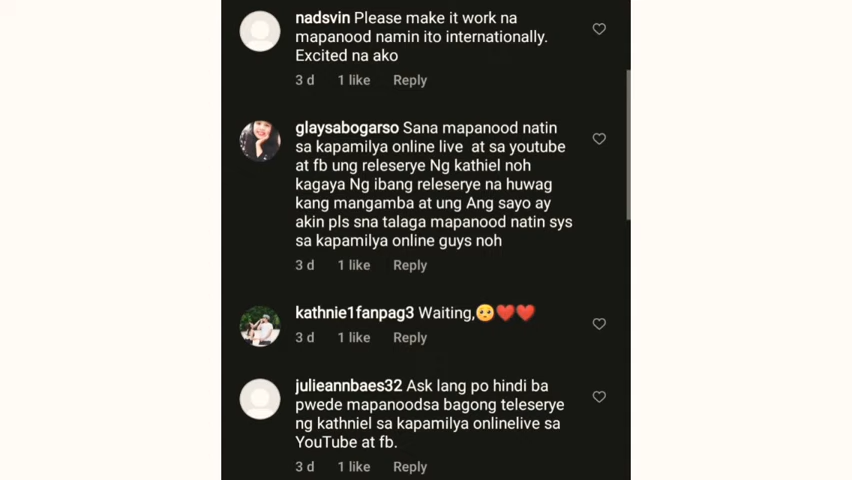 nadsvin Please make it work na
mapanood namin ito internationally.
Excited na ako
3 d 1 like Reply
glaysabogarso Sana mapanood natin
sa kapamilya online live at sa youtube
at fb ung releserye Ng kathiel noh
kagaya Ng ibang releserye na huwag
kang mangamba at ung Ang sayo ay
akin pls sna talaga mapanood natin sys
sa kapamilya online guys noh
3 d 1 like Reply
kathnie1fanpag3 Waiting,🥺❤️❤️
3 d 1 like Reply
julieannbaes32 Ask lang po hindi ba
pwede mapanoodsa bagong teleserye
ng kathniel sa kapamilya onlinelive sa
YouTube at fb.
3 d 1 like Reply